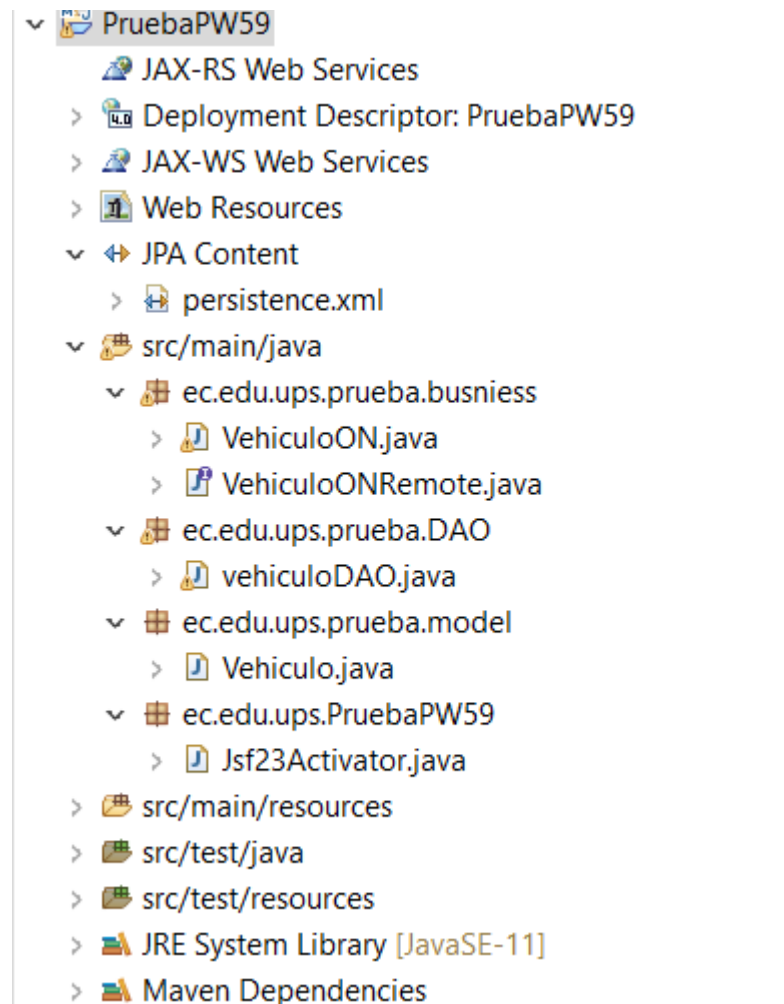 PruebaPW59
JAX-RS Web Services
Deployment Descriptor: PruebaPW59
JAX-WS Web Services
Web Resources
JPA Content
persistence.xml
src/main/java
ec.edu.ups.prueba.busniess
VehiculoON.java
VehiculoONRemote.java
ec.edu.ups.prueba.DAO
vehiculoDAO.java
ec.edu.ups.prueba.model
Vehiculo.java
ec.edu.ups.PruebaPW59
Jsf23Activator.java
src/main/resources
src/test/java
src/test/resources
JRE System Library [JavaSE-11]
Maven Dependencies